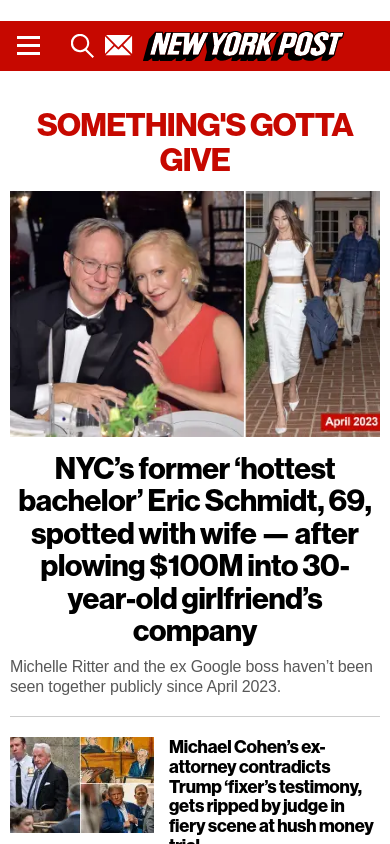 NEW YORK POST
SOMETHING'S GOTTA
GIVE
April 2023
NYC’s former ‘hottest
bachelor’ Eric Schmidt, 69,
spotted with wife — after
plowing $100M into 30-
year-old girlfriend’s
company
Michelle Ritter and the ex Google boss haven’t been
seen together publicly since April 2023.
Michael Cohen’s ex-
attorney contradicts
Trump ‘fixer’s testimony,
gets ripped by judge in
fiery scene at hush money
trial